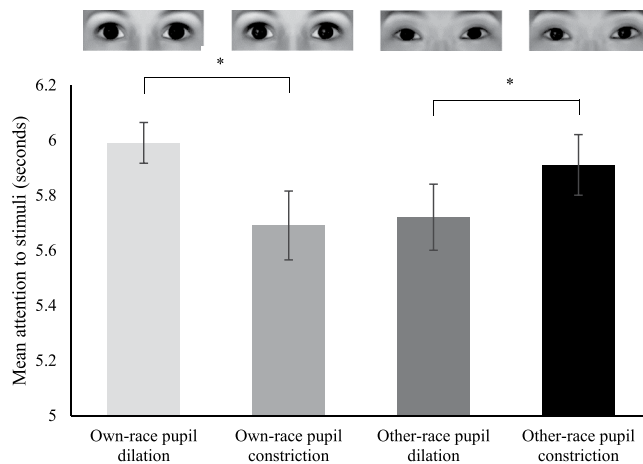 *
*
Mean attention to stimuli (seconds)
6.2
6
5.8
5.6
5.4
5.2
5
Own-race pupil
dilation
Own-race pupil
constriction
Other-race pupil
dilation
Other-race pupil
constriction